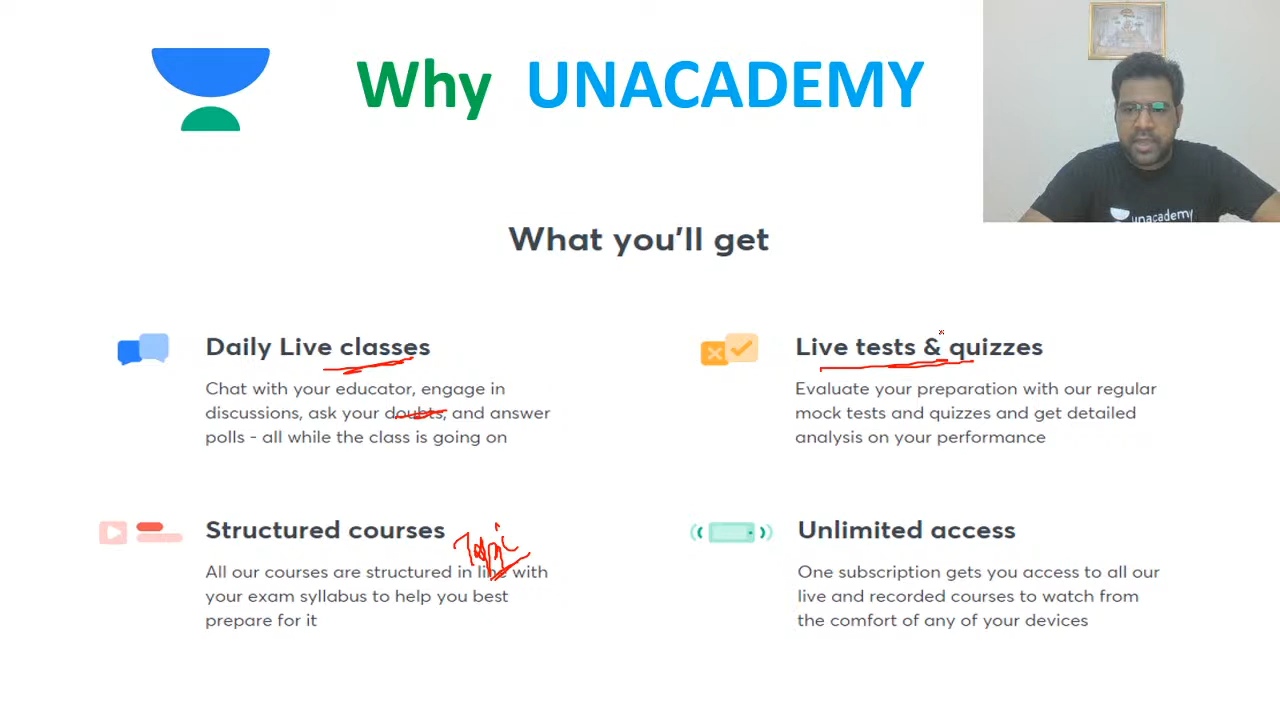 Why UNACADEMY
unacademy
What you'll get
Daily Live classes
Chat with your educator, engage in
discussions, ask your doubts, and answer
polls - all while the class is going on
Live tests & quizzes
Evaluate your preparation with our regular
mock tests and quizzes and get detailed
analysis on your performance
Structured courses
Topic
All our courses are structured in line with
your exam syllabus to help you best
prepare for it
Unlimited access
One subscription gets you access to all our
live and recorded courses to watch from
the comfort of any of your devices